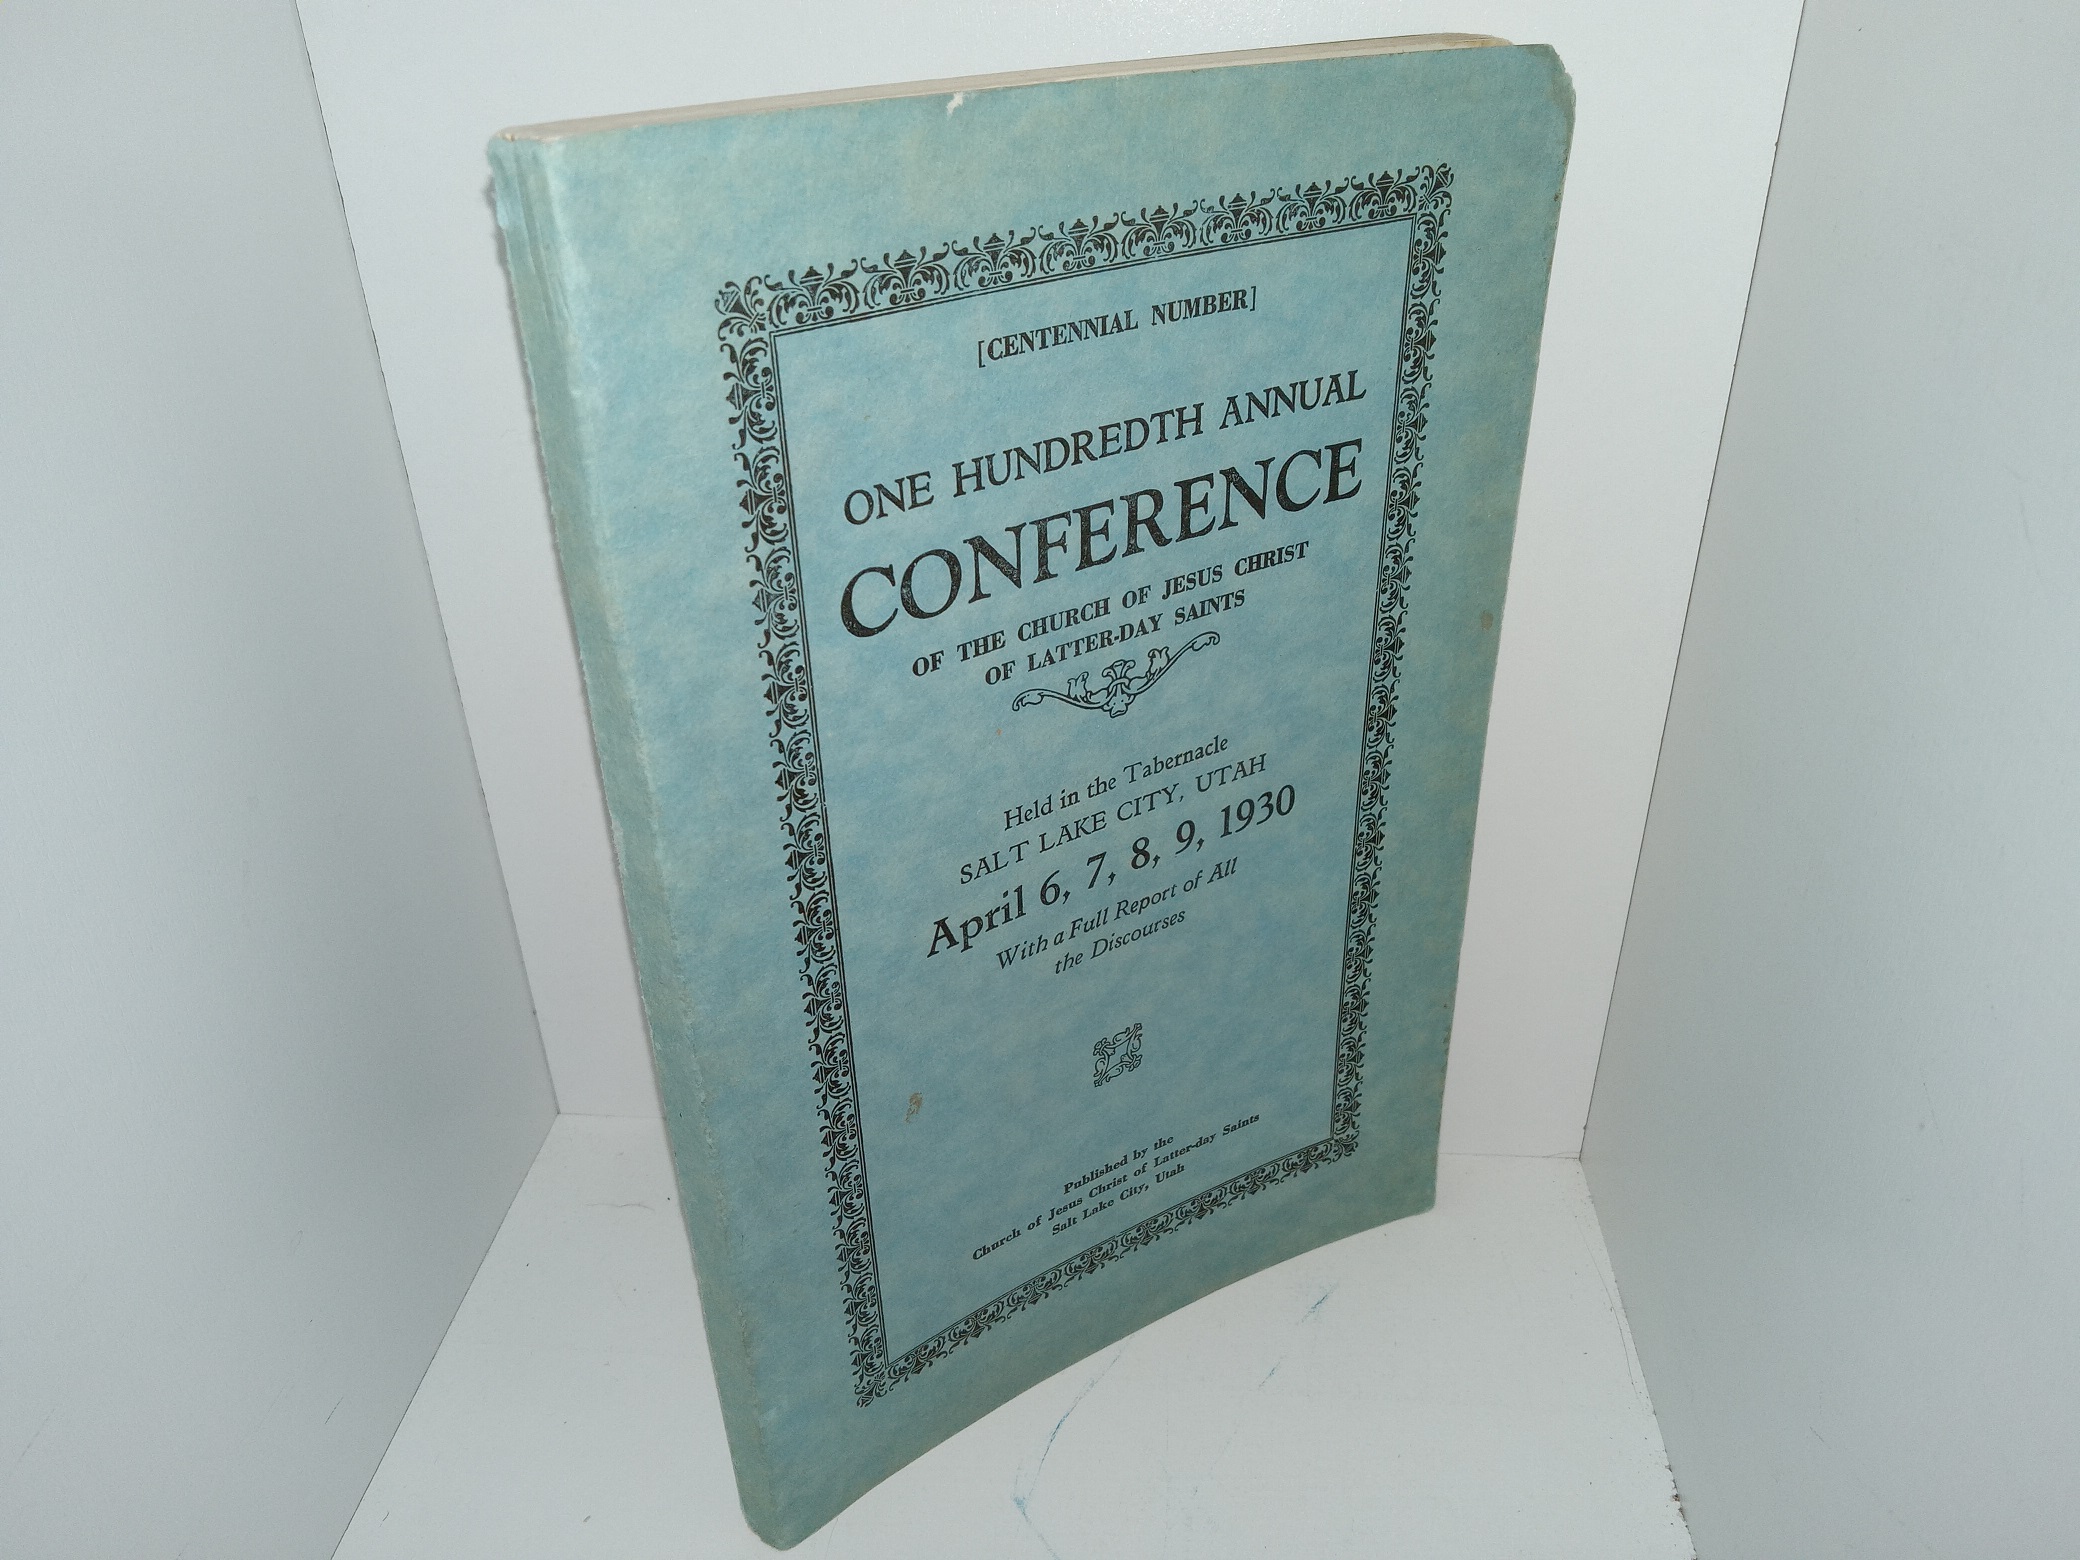 [CENTENNIAL NUMBER]
ONE HUNDREDTH ANNUAL
CONFERENCE
OF THE CHURCH OF JESUS CHRIST
OF LATTER-DAY SAINTS
Held in the Tabernacle
SALT LAKE CITY, UTAH
April 6, 7, 8, 9, 1930
With a Full Report of All
the Discourses
Published by the
Church of Jesus Christ of Latter-day Saints
Salt Lake City, Utah